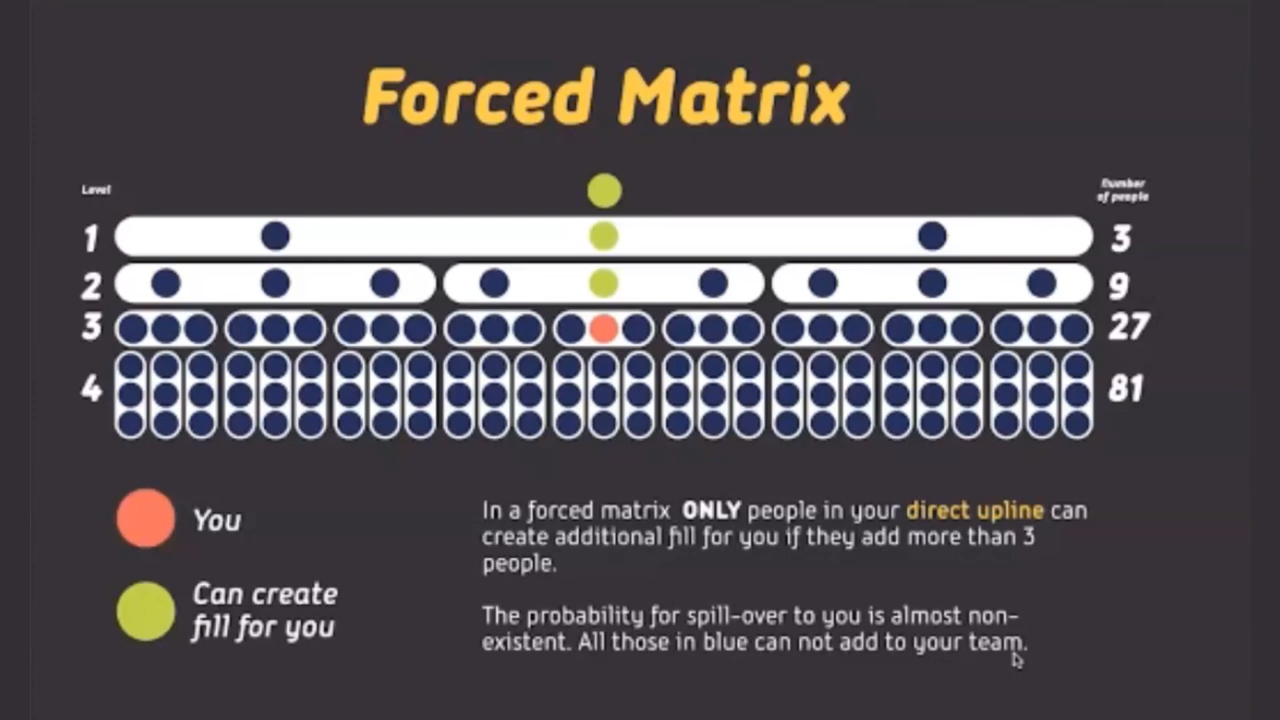 Forced Matrix
Level
Number
of people
1
3
2
9
3
27
4
81
You
Can create
fill for you
In a forced matrix ONLY people in your direct upline can
create additional fill for you if they add more than 3
people.
The probability for spill-over to you is almost non-
existent. All those in blue can not add to your team.